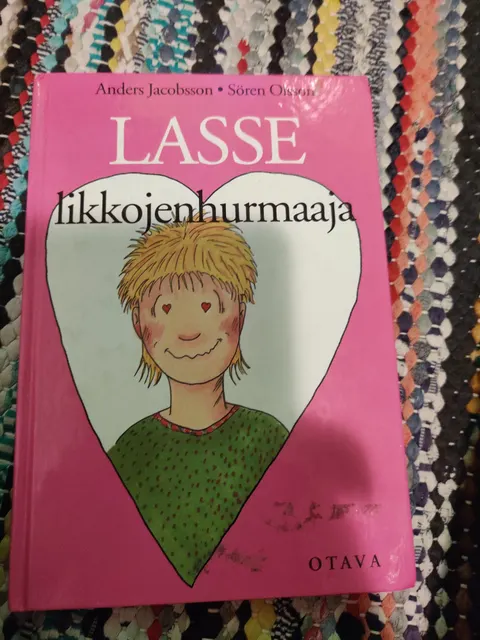 Anders Jacobsson • Sören Olsson
LASSE
likkojenhurmaaja
OTAVA